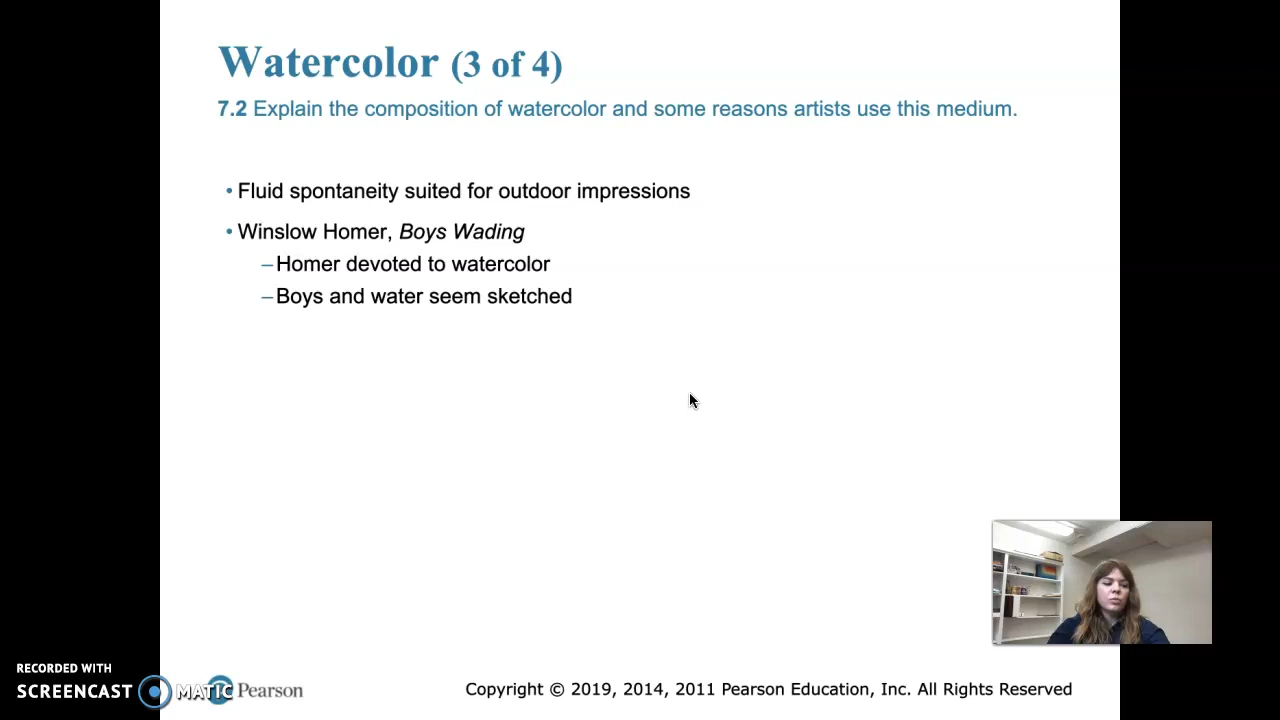 Watercolor (3 of 4)
7.2 Explain the composition of watercolor and some reasons artists use this medium.
• Fluid spontaneity suited for outdoor impressions
• Winslow Homer, Boys Wading
– Homer devoted to watercolor
– Boys and water seem sketched
RECORDED WITH
SCREENCAST MATIC
Pearson
Copyright © 2019, 2014, 2011 Pearson Education, Inc. All Rights Reserved